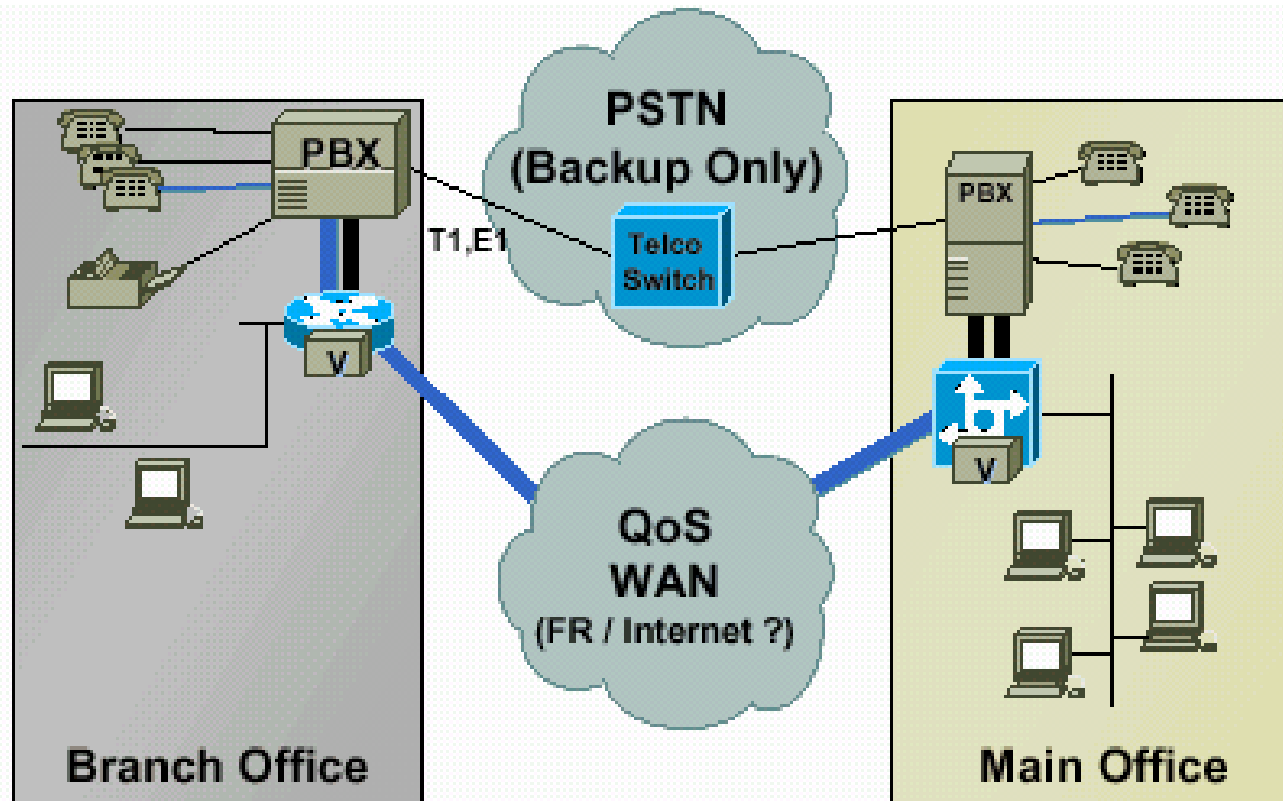 PSTN
(Backup Only)
PBX
T1,E1
Telco
Switch
PBX
V
V
QoS
WAN
(FR / Internet ?)
Branch Office
Main Office